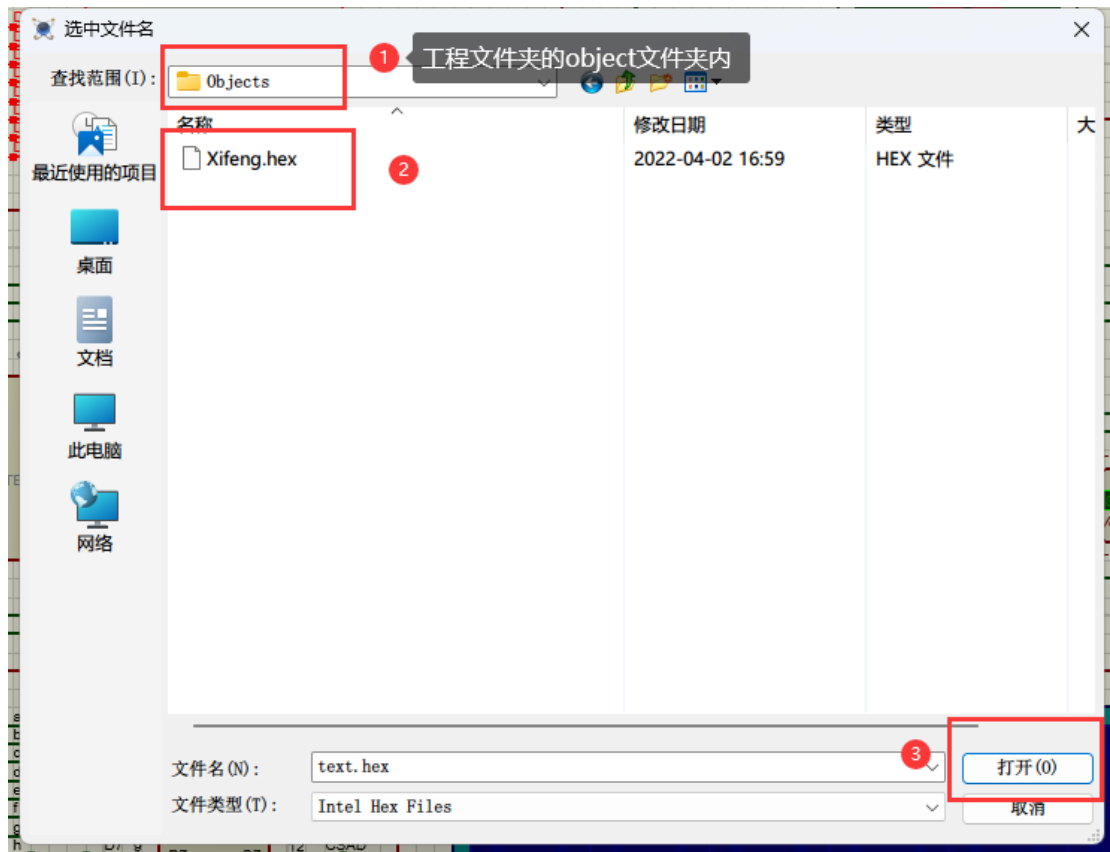 选中文件名
1 工程文件夹的object文件夹内
查找范围(I): Objects
名称 修改日期 类型 大
Xifeng.hex 2022-04-02 16:59 HEX 文件
2
最近使用的项目
桌面
文档
此电脑
网络
3
文件名(N): text.hex 打开(O)
文件类型(T): Intel Hex Files 取消